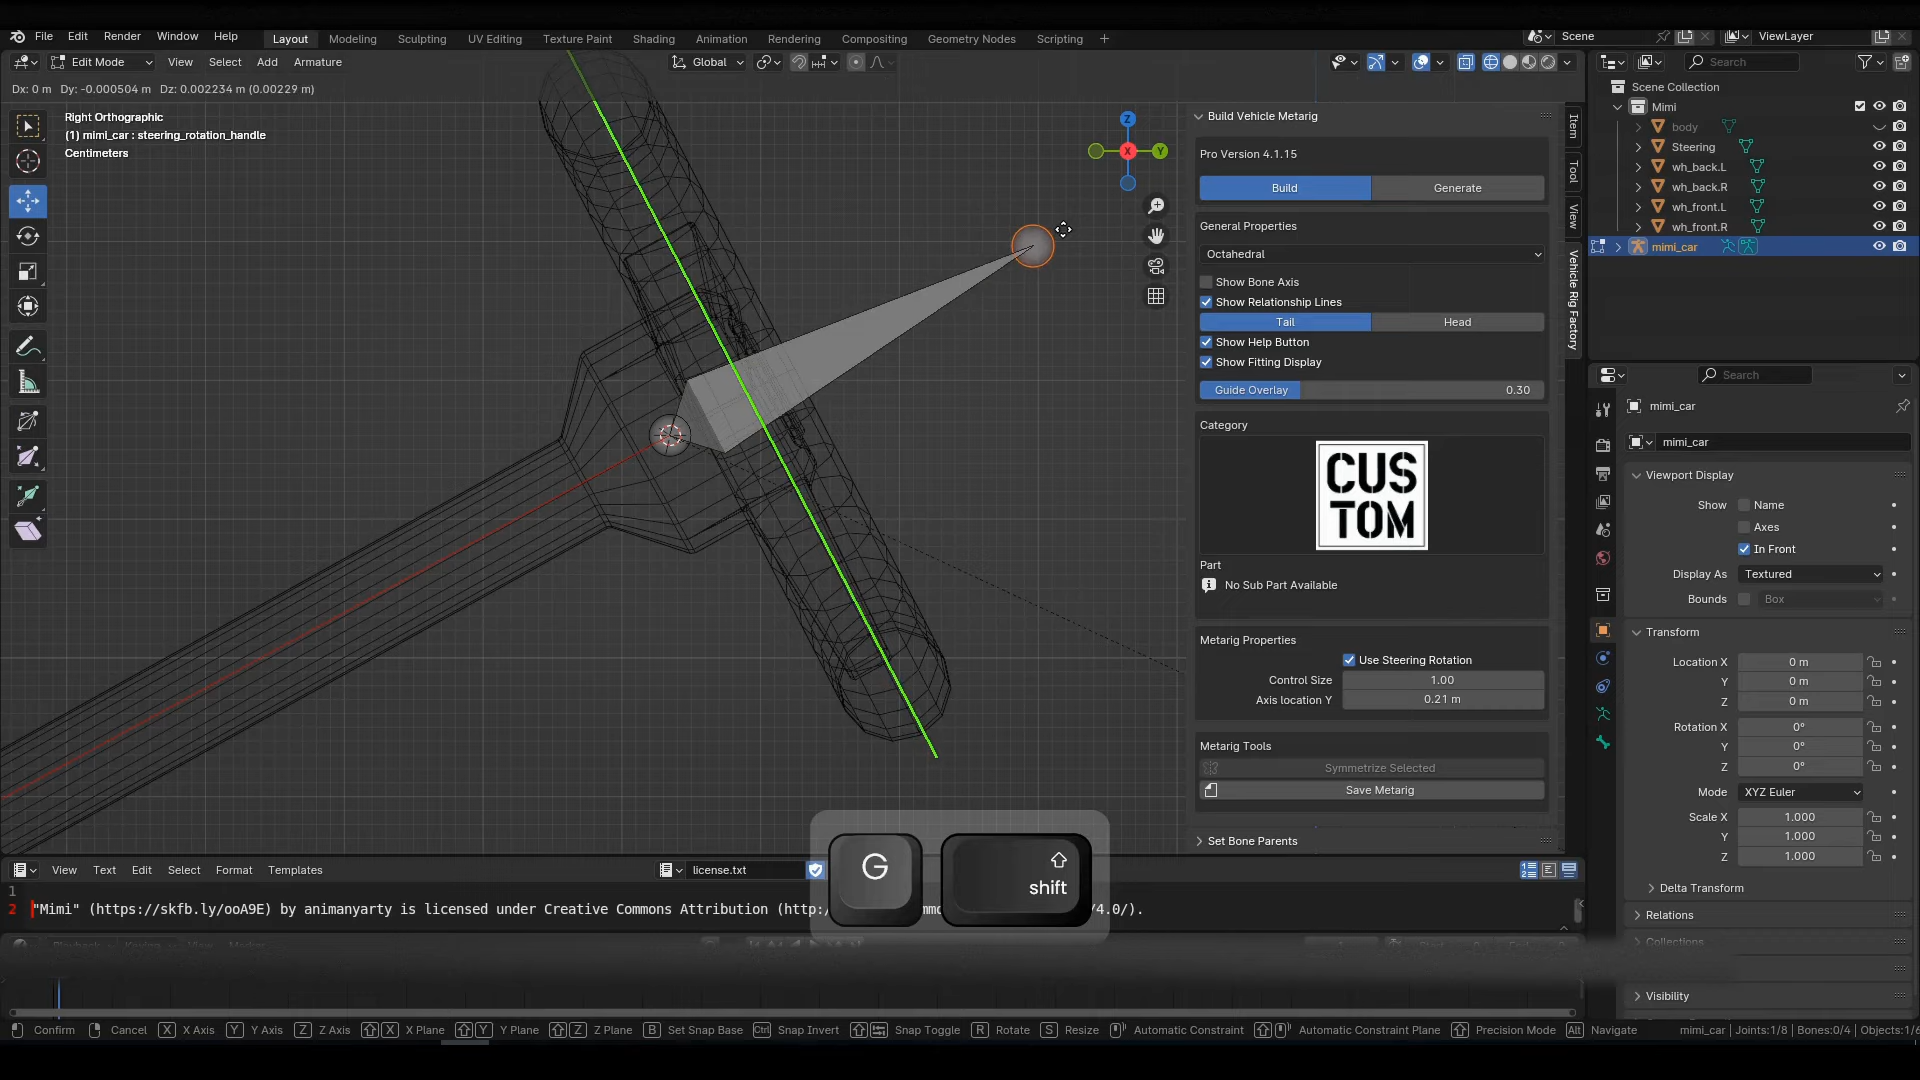 File Edit Render Window Help
Layout Modeling Sculpting UV Editing Texture Paint Shading Animation Rendering Compositing Geometry Nodes Scripting +
Scene
ViewLayer
Edit Mode View Select Add Armature
Global
Search
Dx: 0 m Dy: -0.000504 m Dz: 0.002234 m (0.00229 m)
Right Orthographic
(1) mimi_car : steering_rotation_handle
Centimeters
Z
X
Y
Build Vehicle Metarig
Pro Version 4.1.15
Build
Generate
General Properties
Octahedral
Show Bone Axis
Show Relationship Lines
Tail
Head
Show Help Button
Show Fitting Display
Guide Overlay 0.30
Category
CUS
TOM
Part
No Sub Part Available
Metarig Properties
Use Steering Rotation
Control Size 1.00
Axis location Y 0.21 m
Metarig Tools
Symmetrize Selected
Save Metarig
Set Bone Parents
Item
Tool
View
Vehicle Rig Factory
Scene Collection
Mimi
body
Steering
wh_back.L
wh_back.R
wh_front.L
wh_front.R
mimi_car
Search
mimi_car
mimi_car
Viewport Display
Show Name
Axes
In Front
Display As Textured
Bounds Box
Transform
Location X 0 m
Y 0 m
Z 0 m
Rotation X 0°
Y 0°
Z 0°
Mode XYZ Euler
Scale X 1.000
Y 1.000
Z 1.000
Delta Transform
Relations
Collections
Visibility
View Text Edit Select Format Templates
license.txt
1
2 "Mimi" (https://skfb.ly/ooA9E) by animanyarty is licensed under Creative Commons Attribution (http:/
/4.0/).
G
shift
Confirm Cancel X X Axis Y Y Axis Z Z Axis X X Plane Y Y Plane Z Z Plane B Set Snap Base Ctrl Snap Invert Snap Toggle R Rotate S Resize Automatic Constraint Automatic Constraint Plane Precision Mode Alt Navigate mimi_car | Joints:1/8 | Bones:0/4 | Objects:1/6